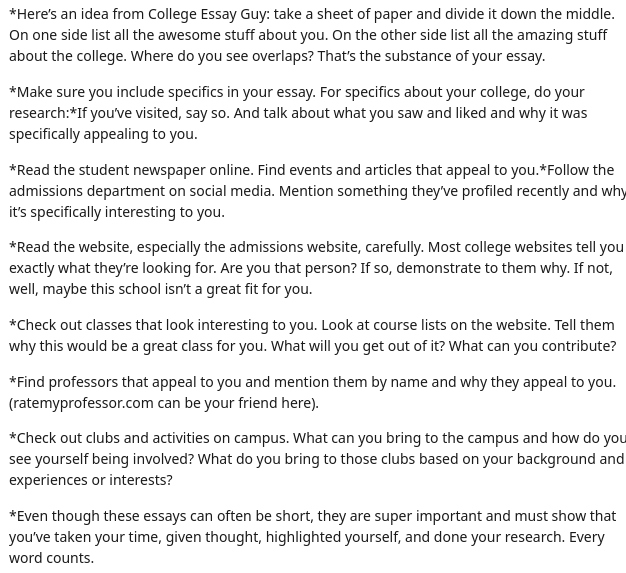 *Here's an idea from College Essay Guy: take a sheet of paper and divide it down the middle.
On one side list all the awesome stuff about you. On the other side list all the amazing stuff
about the college. Where do you see overlaps? That's the substance of your essay.
*Make sure you include specifics in your essay. For specifics about your college, do your
research:*If you've visited, say so. And talk about what you saw and liked and why it was
specifically appealing to you.
*Read the student newspaper online. Find events and articles that appeal to you.*Follow the
admissions department on social media. Mention something they've profiled recently and why
it's specifically interesting to you.
*Read the website, especially the admissions website, carefully. Most college websites tell you
exactly what they're looking for. Are you that person? If so, demonstrate to them why. If not,
well, maybe this school isn't a great fit for you.
*Check out classes that look interesting to you. Look at course lists on the website. Tell them
why this would be a great class for you. What will you get out of it? What can you contribute?
*Find professors that appeal to you and mention them by name and why they appeal to you.
(ratemyprofessor.com can be your friend here).
*Check out clubs and activities on campus. What can you bring to the campus and how do you
see yourself being involved? What do you bring to those clubs based on your background and
experiences or interests?
*Even though these essays can often be short, they are super important and must show that
you've taken your time, given thought, highlighted yourself, and done your research. Every
word counts.